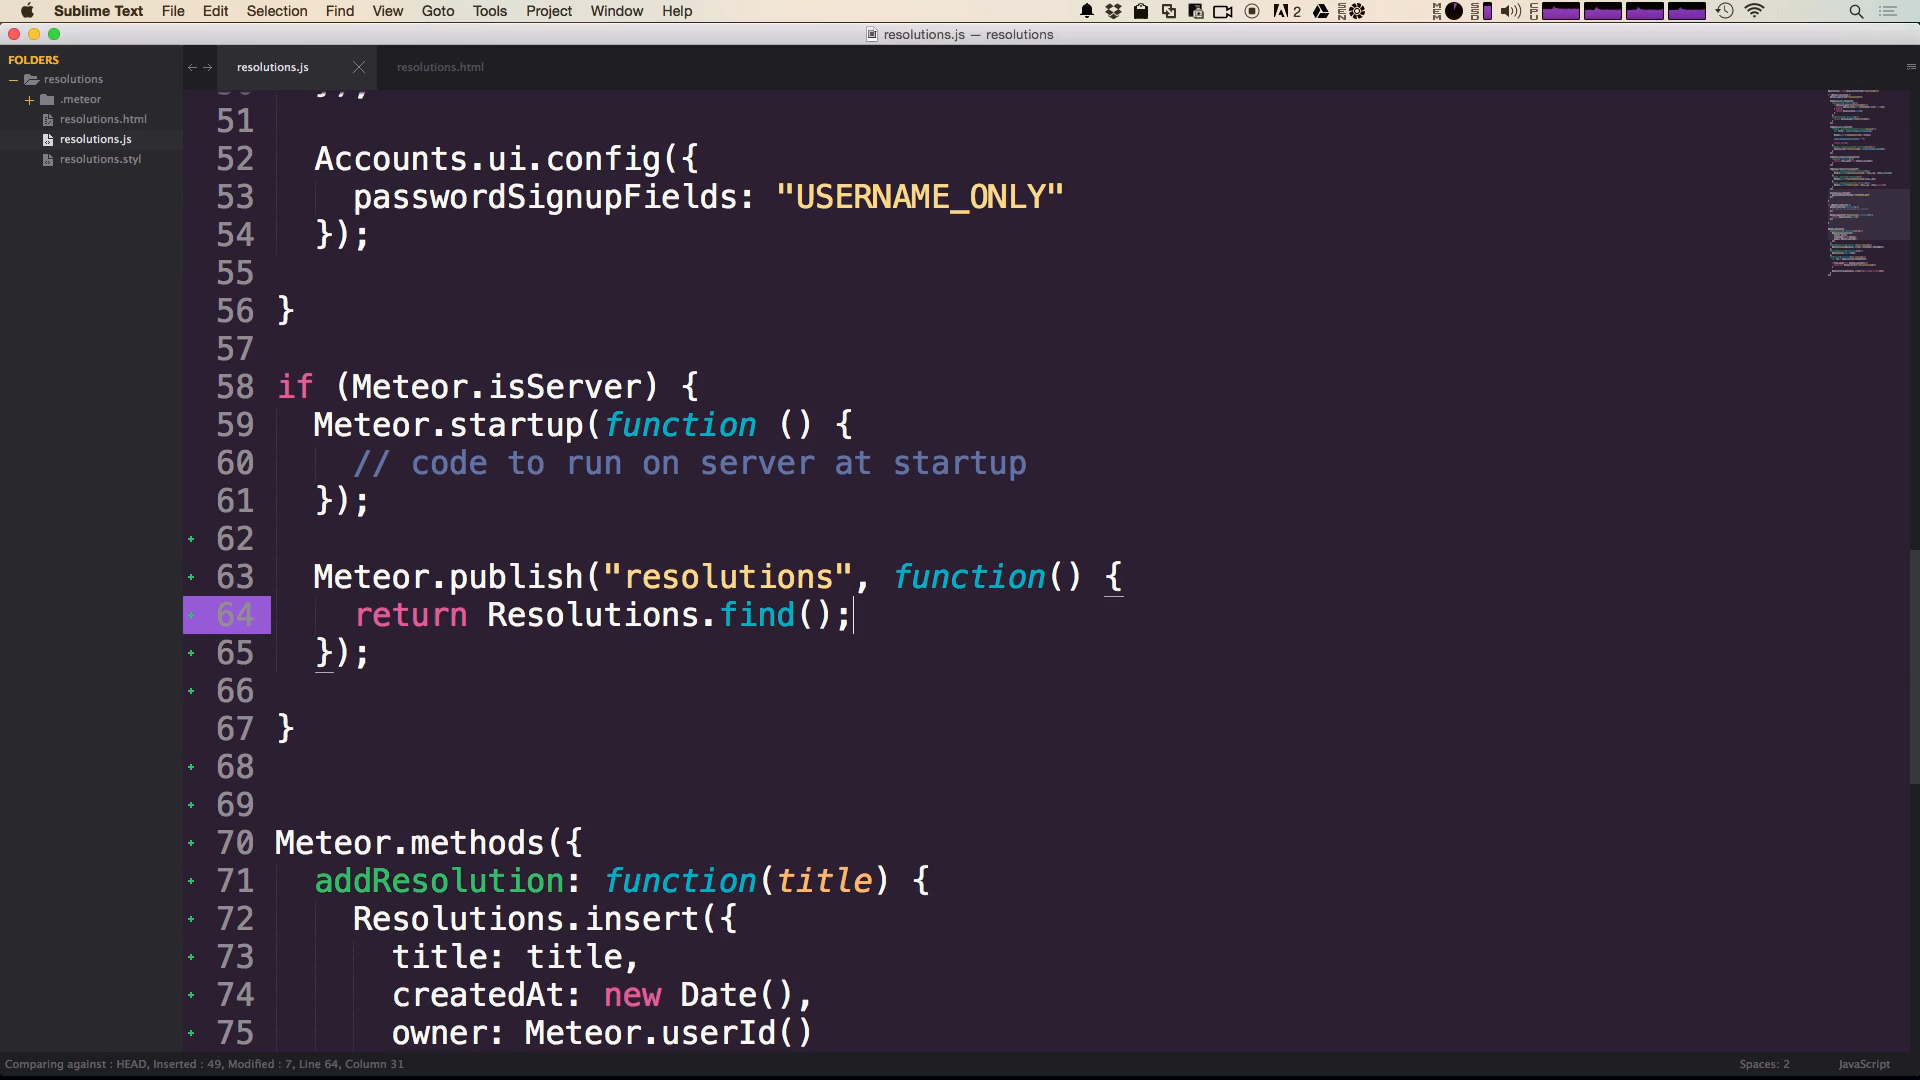 Sublime Text File Edit Selection Find View Goto Tools Project Window Help
2
resolutions.js — resolutions
FOLDERS
resolutions
.meteor
resolutions.html
resolutions.js
resolutions.styl
resolutions.js
resolutions.html
51
52 Accounts.ui.config({
53 passwordSignupFields: "USERNAME_ONLY"
54 });
55
56 }
57
58 if (Meteor.isServer) {
59 Meteor.startup(function () {
60 // code to run on server at startup
61 });
62
63 Meteor.publish("resolutions", function() {
64 return Resolutions.find();
65 });
66
67 }
68
69
70 Meteor.methods({
71 addResolution: function(title) {
72 Resolutions.insert({
73 title: title,
74 createdAt: new Date(),
75 owner: Meteor.userId()
Comparing against : HEAD, Inserted : 49, Modified : 7, Line 64, Column 31
Spaces: 2
JavaScript